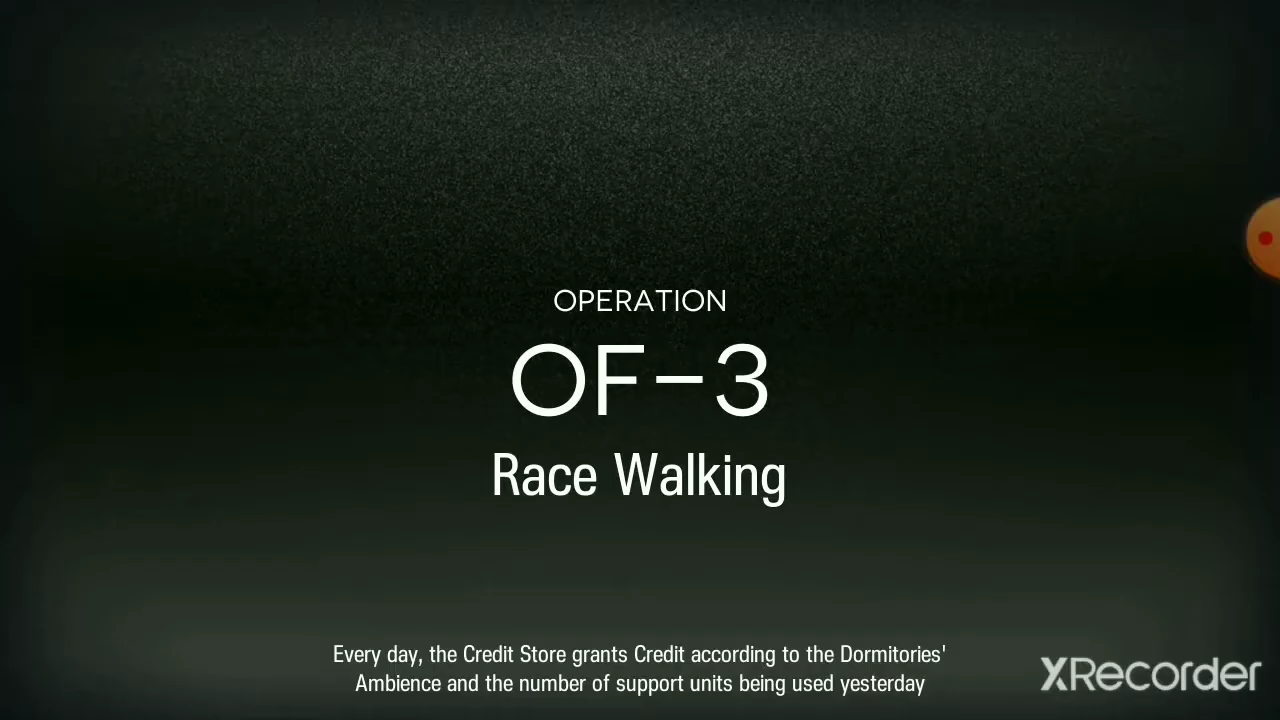 OPERATION
OF-3
Race Walking
Every day, the Credit Store grants Credit according to the Dormitories'
Ambience and the number of support units being used yesterday
XRecorder